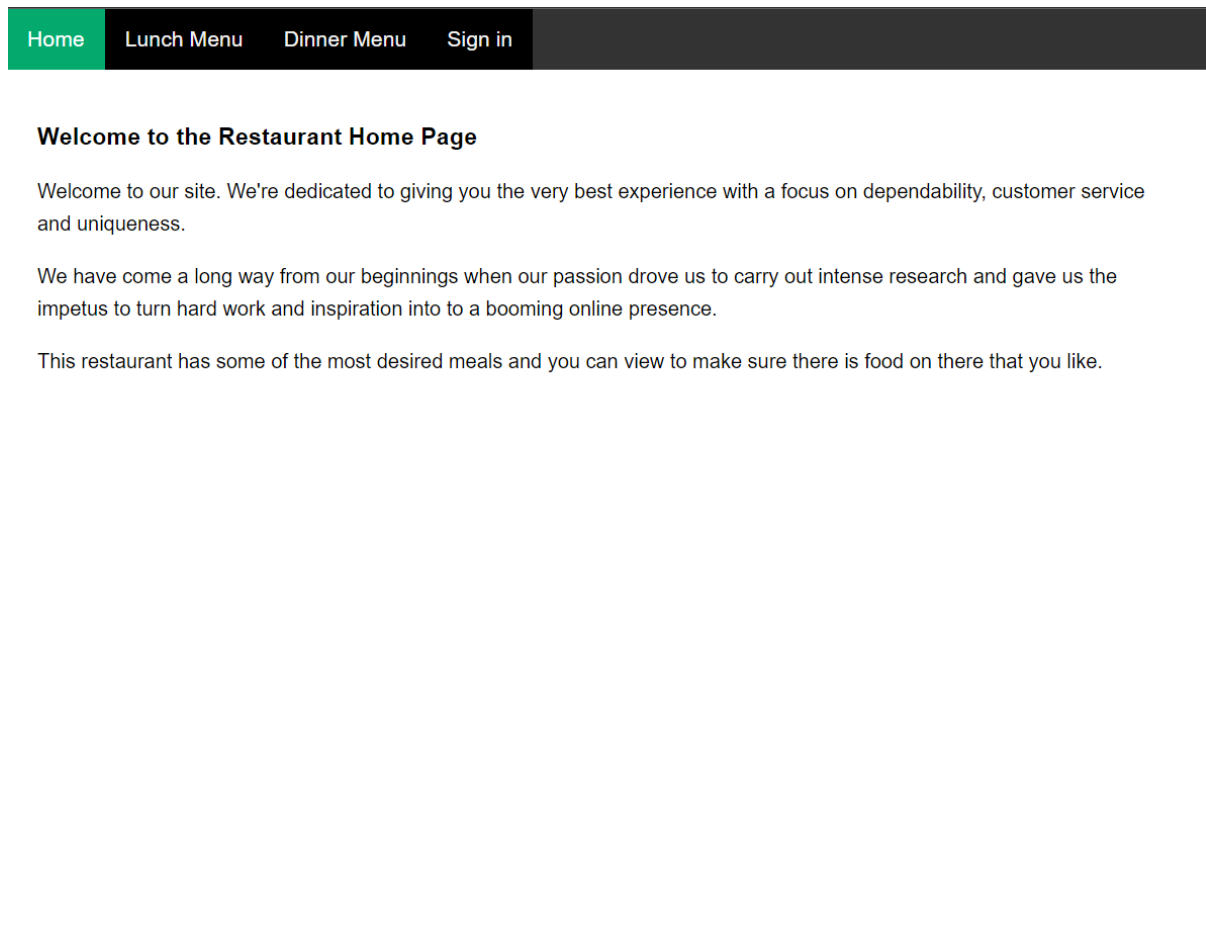 Home Lunch Menu Dinner Menu Sign in
Welcome to the Restaurant Home Page
Welcome to our site. We're dedicated to giving you the very best experience with a focus on dependability, customer service
and uniqueness.
We have come a long way from our beginnings when our passion drove us to carry out intense research and gave us the
impetus to turn hard work and inspiration into to a booming online presence.
This restaurant has some of the most desired meals and you can view to make sure there is food on there that you like.